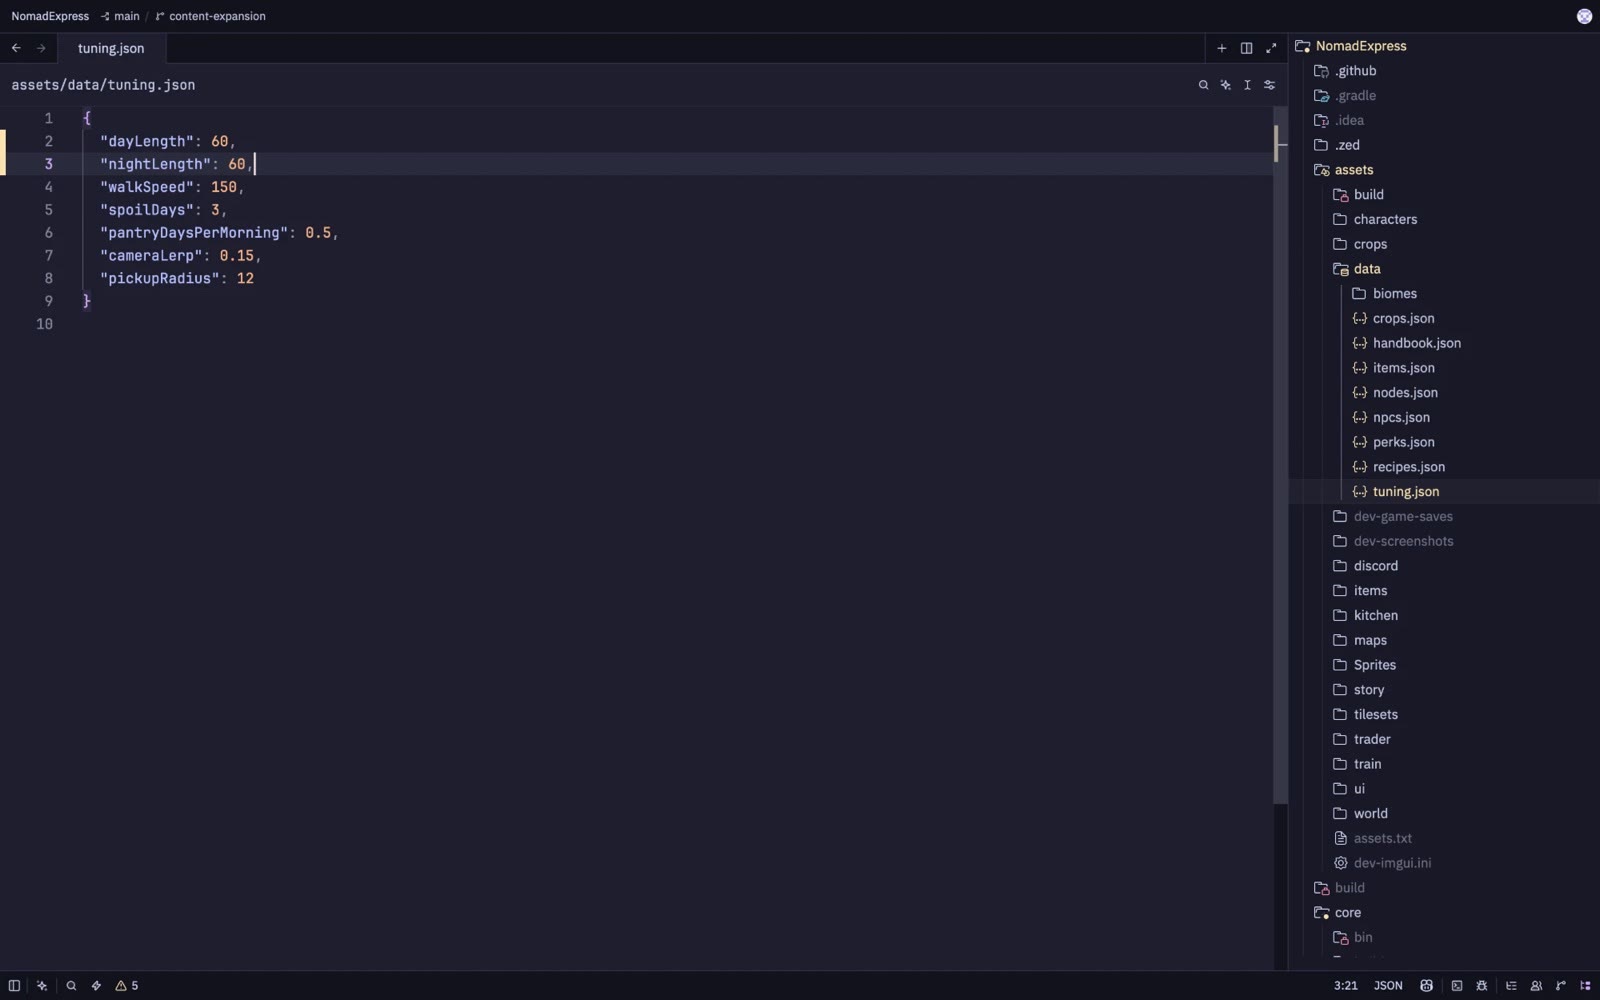 NomadExpress main / content-expansion
tuning.json
assets/data/tuning.json
1 {
2 "dayLength": 60,
3 "nightLength": 60,
4 "walkSpeed": 150,
5 "spoilDays": 3,
6 "pantryDaysPerMorning": 0.5,
7 "cameraLerp": 0.15,
8 "pickupRadius": 12
9 }
10
NomadExpress
.github
.gradle
.idea
.zed
assets
build
characters
crops
data
biomes
crops.json
handbook.json
items.json
nodes.json
npcs.json
perks.json
recipes.json
tuning.json
dev-game-saves
dev-screenshots
discord
items
kitchen
maps
Sprites
story
tilesets
trader
train
ui
world
assets.txt
dev-imgui.ini
build
core
bin
5
3:21 JSON